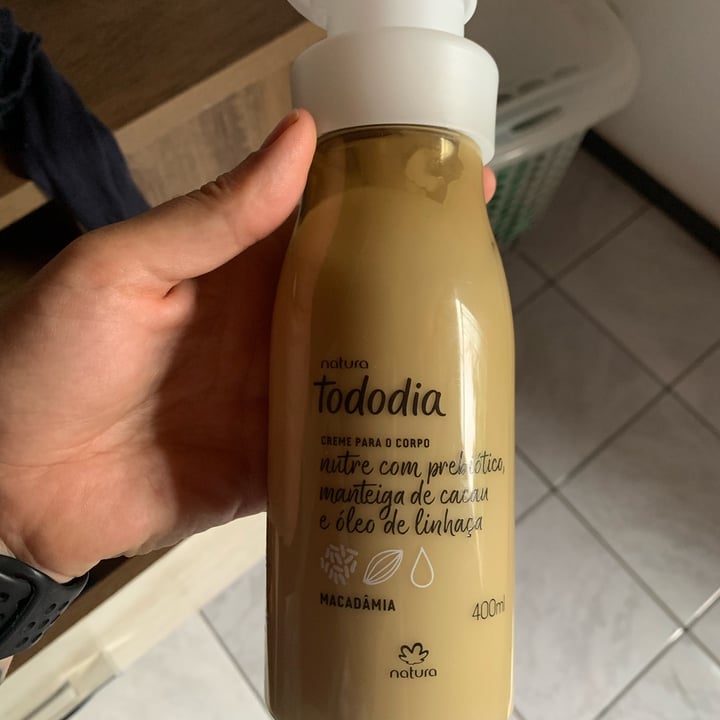 natura
tododia
CREME PARA O CORPO
nutre com prebiótico,
manteiga de cacau
e óleo de linhaça
MACADÂMIA
400ml
natura